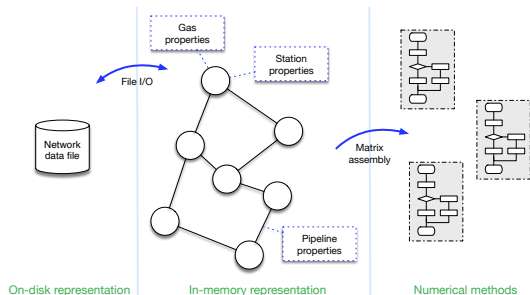 Gas
properties
Station
properties
File I/O
Network
data file
Matrix
assembly
Pipeline
properties
On-disk representation
In-memory representation
Numerical methods